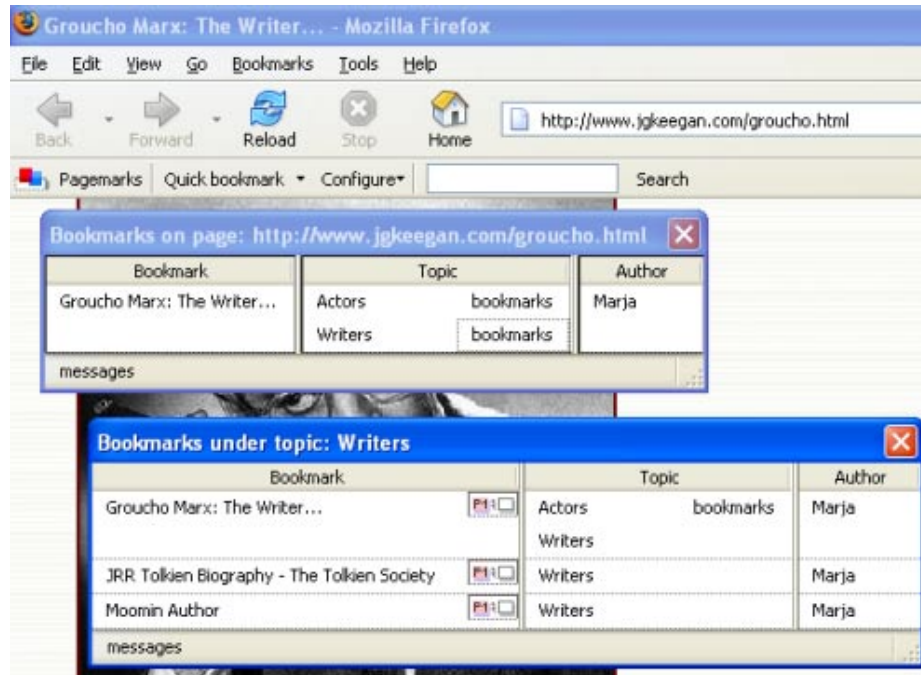 Groucho Marx: The Writer... - Mozilla Firefox
File Edit View Go Bookmarks Tools Help
Back Forward Reload Stop Home http://www.jgkeegan.com/groucho.html
Pagemarks Quick bookmark Configure Search
Bookmarks on page: http://www.jgkeegan.com/groucho.html
Bookmark Topic Author
Groucho Marx: The Writer... Actors bookmarks Marja
Writers bookmarks
messages
Bookmarks under topic: Writers
Bookmark Topic Author
Groucho Marx: The Writer... P1 Actors bookmarks Marja
Writers
JRR Tolkien Biography - The Tolkien Society P1 Writers Marja
Moomin Author P1 Writers Marja
messages